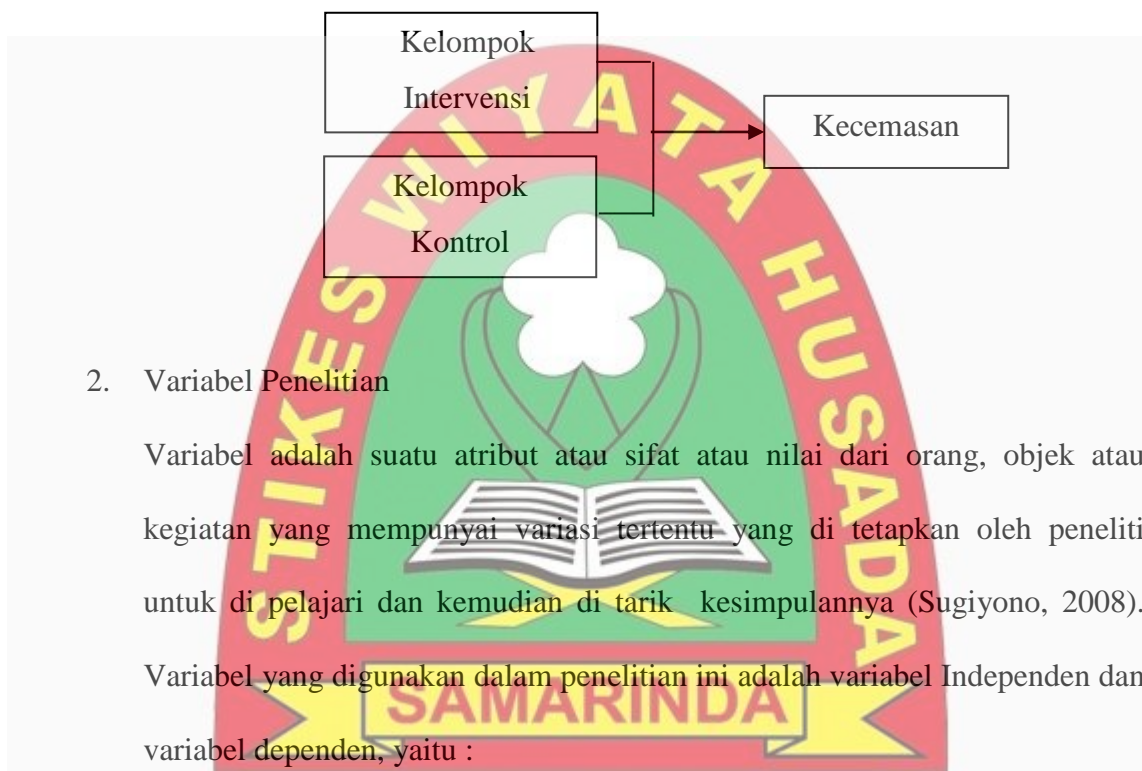 Kelompok
Intervensi
Kecemasan
Kelompok
Kontrol
STIKES WIYATA HUSADA
2. Variabel Penelitian
Variabel adalah suatu atribut atau sifat atau nilai dari orang, objek atau
kegiatan yang mempunyai variasi tertentu yang di tetapkan oleh peneliti
untuk di pelajari dan kemudian di tarik kesimpulannya (Sugiyono, 2008).
Variabel yang digunakan dalam penelitian ini adalah variabel Independen dan
SAMARINDA
variabel dependen, yaitu :